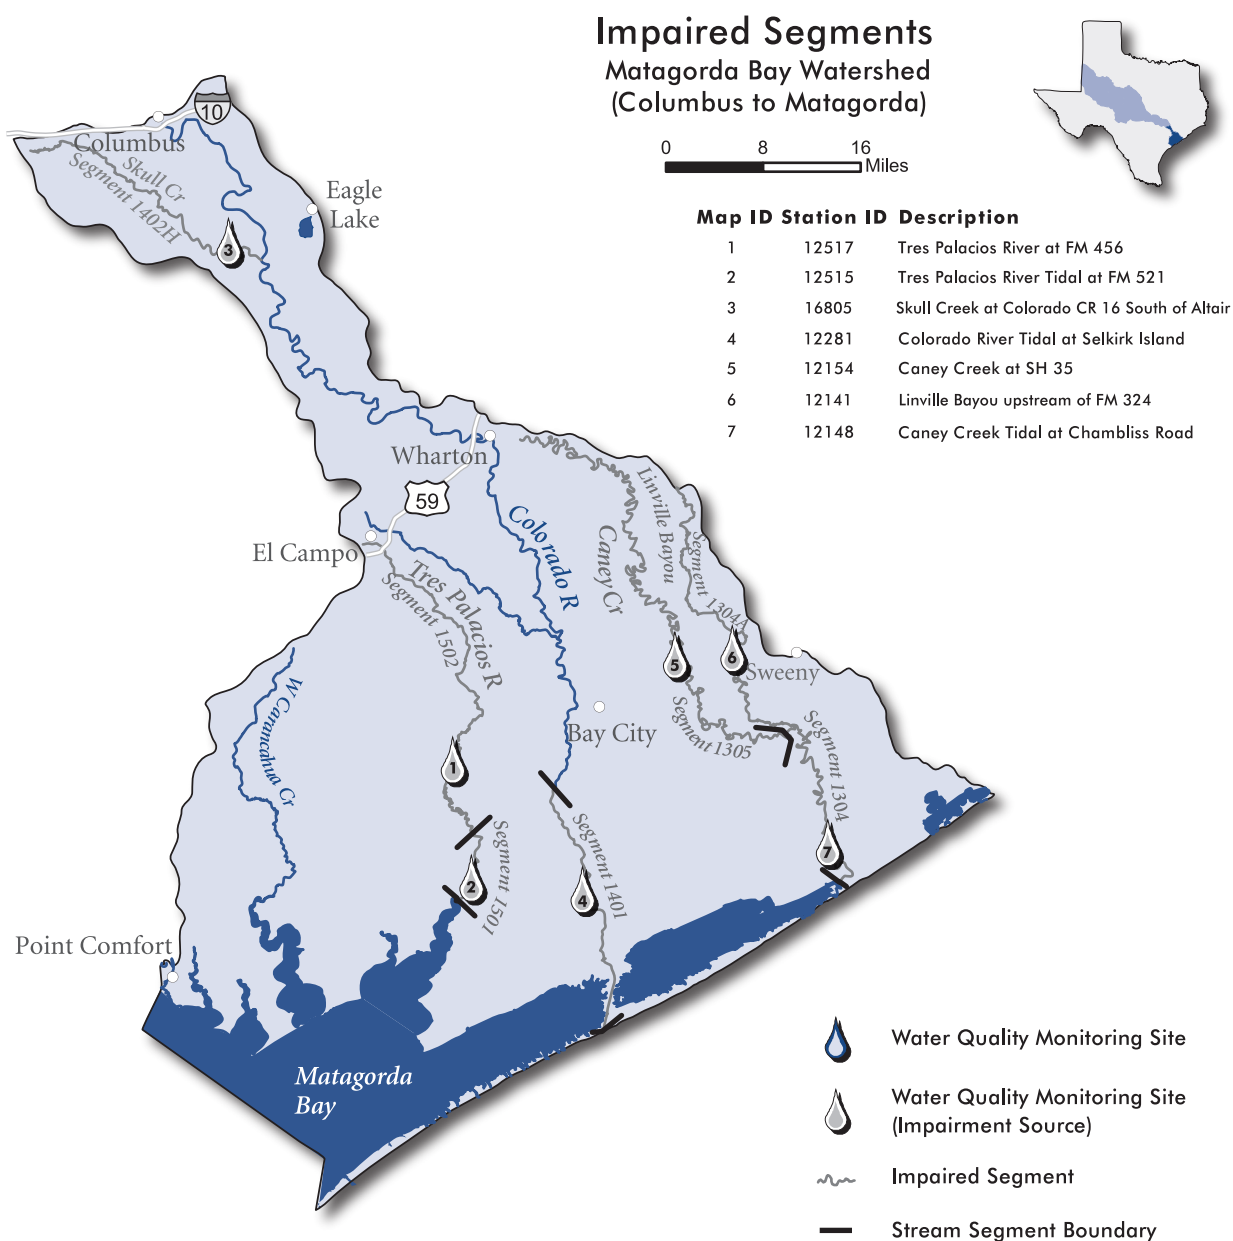 Impaired Segments
Matagorda Bay Watershed
(Columbus to Matagorda)
0 8 16
Miles
Map ID Station ID Description
1 12517 Tres Palacios River at FM 456
2 12515 Tres Palacios River Tidal at FM 521
3 16805 Skull Creek at Colorado CR 16 South of Altair
4 12281 Colorado River Tidal at Selkirk Island
5 12154 Caney Creek at SH 35
6 12141 Linville Bayou upstream of FM 324
7 12148 Caney Creek Tidal at Chambliss Road
10
Columbus
Skull Cr
Segment 1402H
Eagle
Lake
3
Wharton
59
El Campo
Colorado R
Caney Cr
Linville Bayou
Segment 1304A
Tres Palacios R
Segment 1502
5
6
Sweeny
W Carancahua Cr
Bay City
Segment 1305
Segment 1304
1
Segment 1501
Segment 1401
2
4
7
Point Comfort
Matagorda
Bay
Water Quality Monitoring Site
Water Quality Monitoring Site
(Impairment Source)
Impaired Segment
Stream Segment Boundary